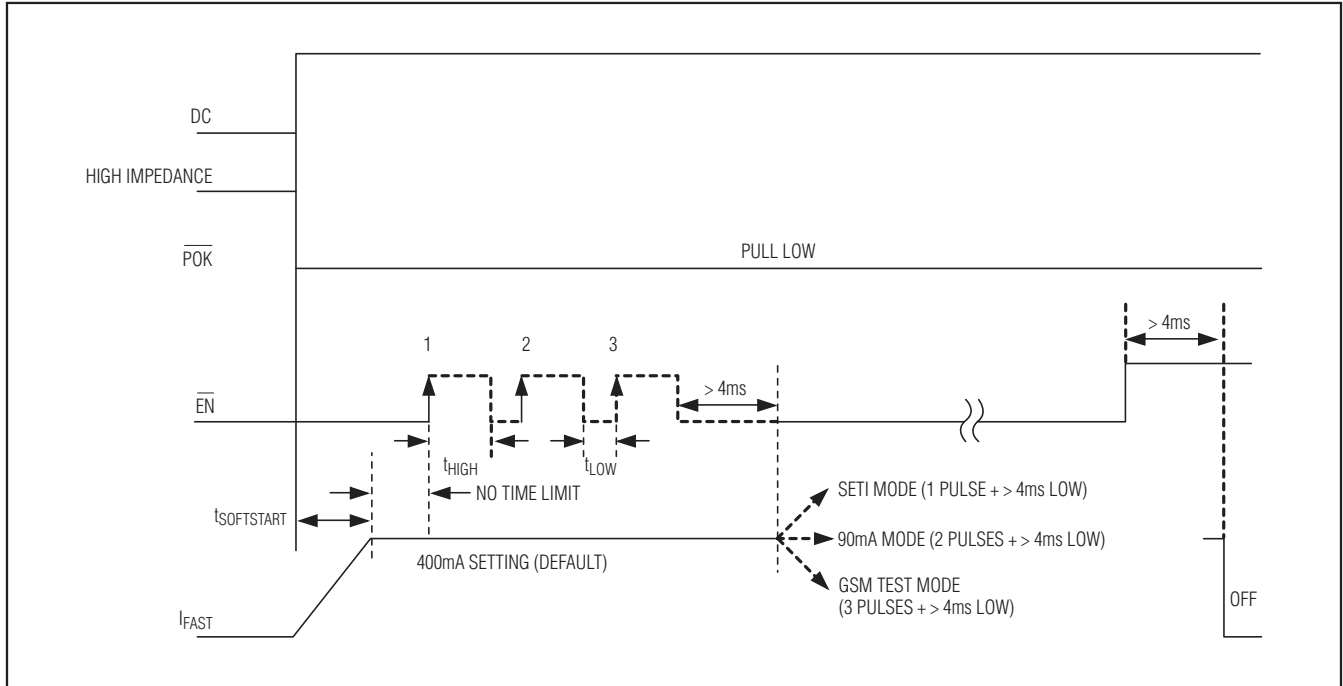 DC
HIGH IMPEDANCE
POK
PULL LOW
> 4ms
1 2 3
> 4ms
EN
tHIGH
tLOW
NO TIME LIMIT
SETI MODE (1 PULSE + > 4ms LOW)
tSOFTSTART
90mA MODE (2 PULSES + > 4ms LOW)
400mA SETTING (DEFAULT)
GSM TEST MODE
(3 PULSES + > 4ms LOW)
OFF
IFAST